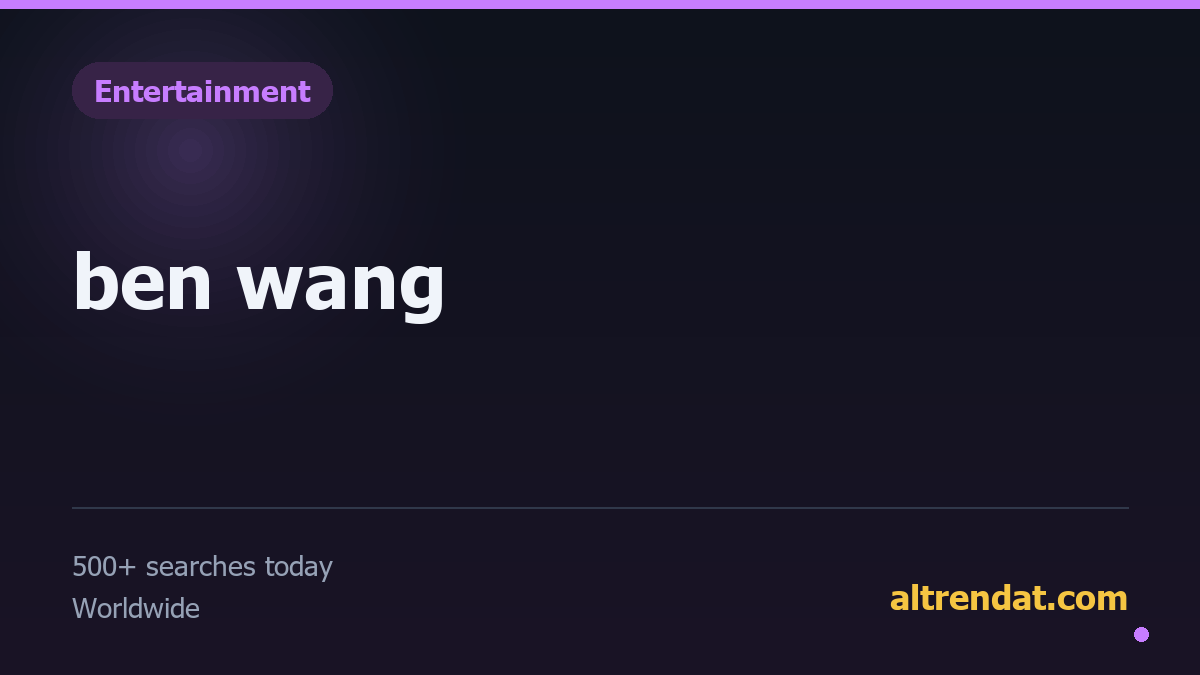 Entertainment
ben wang
500+ searches today
Worldwide
altrendat.com